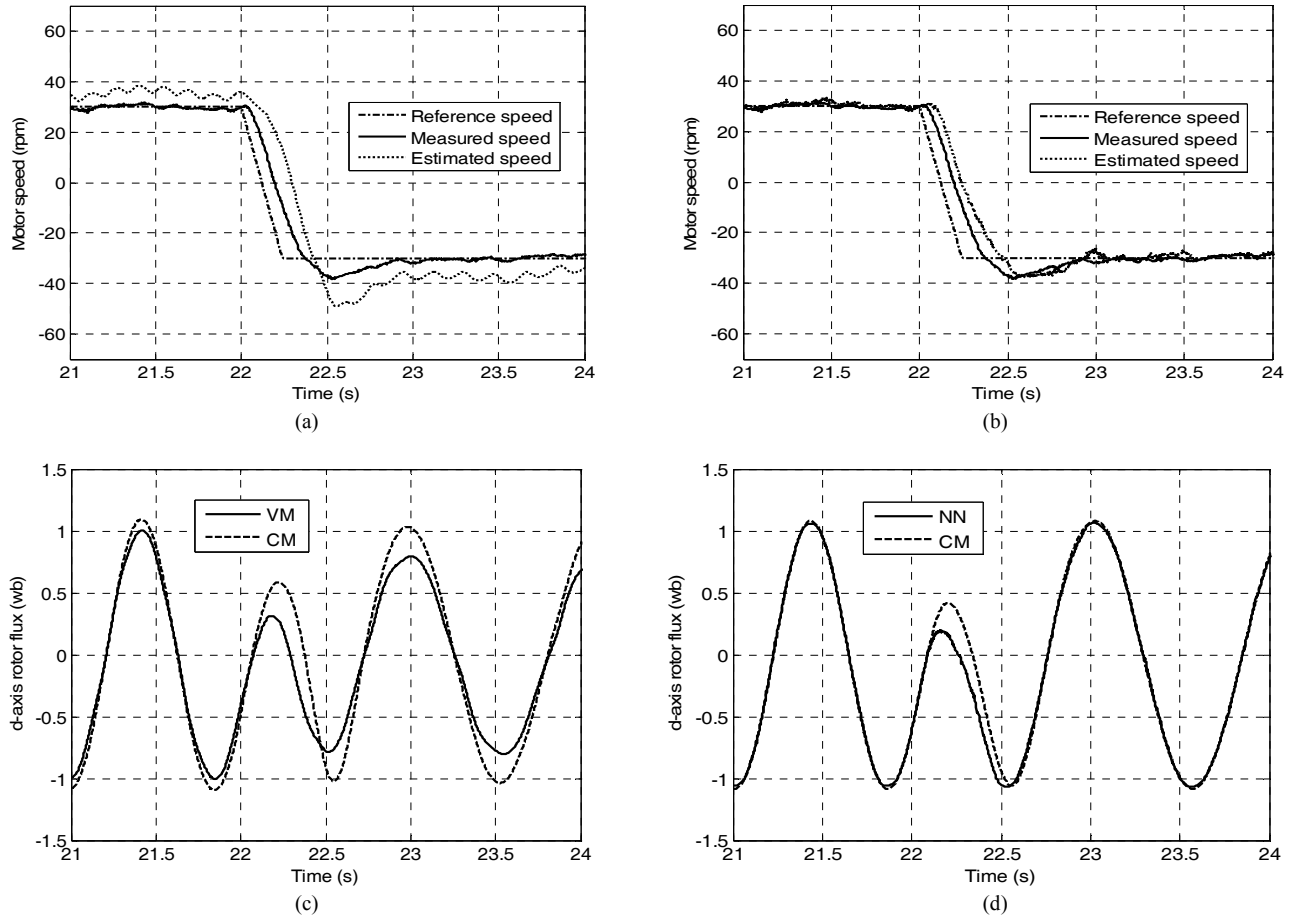 60
40
20
0
-20
-40
-60
Motor speed (rpm)
Reference speed
Measured speed
Estimated speed
21 21.5 22 22.5 23 23.5 24
Time (s)
(a)
60
40
20
0
-20
-40
-60
Motor speed (rpm)
Reference speed
Measured speed
Estimated speed
21 21.5 22 22.5 23 23.5 24
Time (s)
(b)
1.5
1
0.5
0
-0.5
-1
-1.5
d-axis rotor flux (wb)
VM
CM
21 21.5 22 22.5 23 23.5 24
Time (s)
(c)
1.5
1
0.5
0
-0.5
-1
-1.5
d-axis rotor flux (wb)
NN
CM
21 21.5 22 22.5 23 23.5 24
Time (s)
(d)